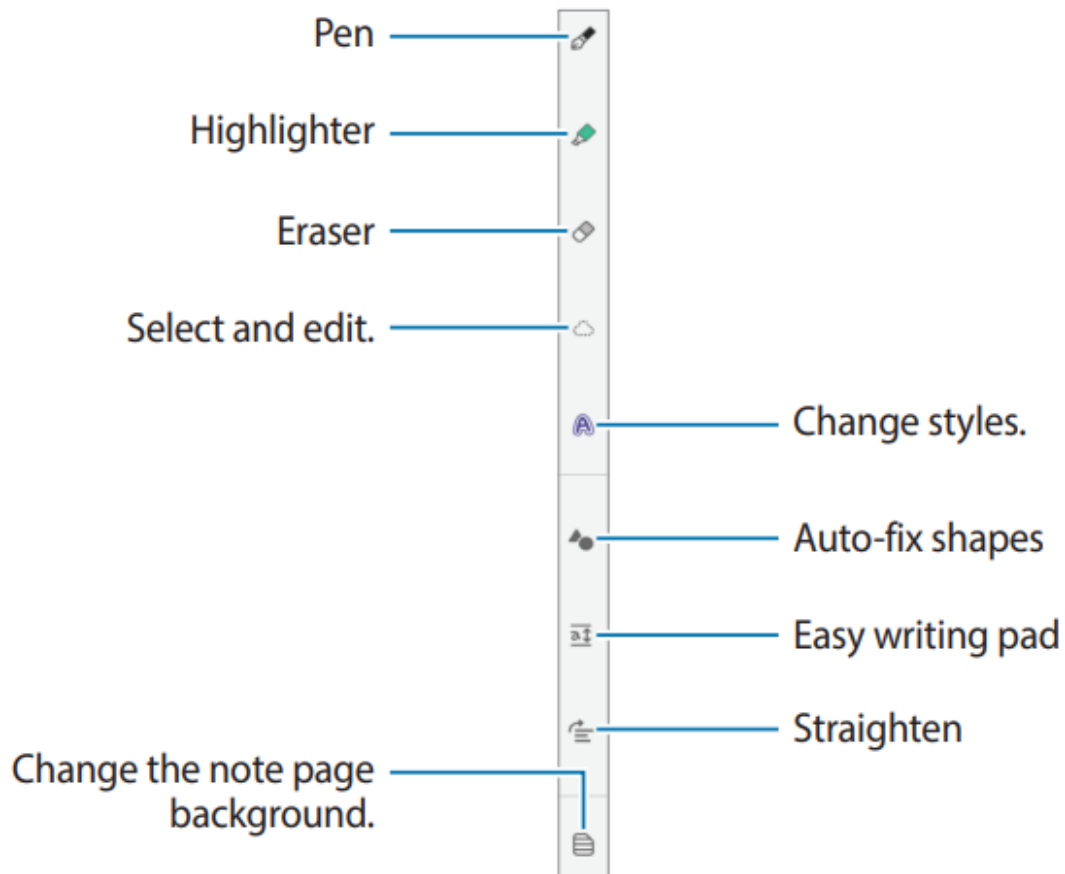 Pen
Highlighter
Eraser
Select and edit.
Change styles.
Auto-fix shapes
Easy writing pad
Straighten
Change the note page
background.